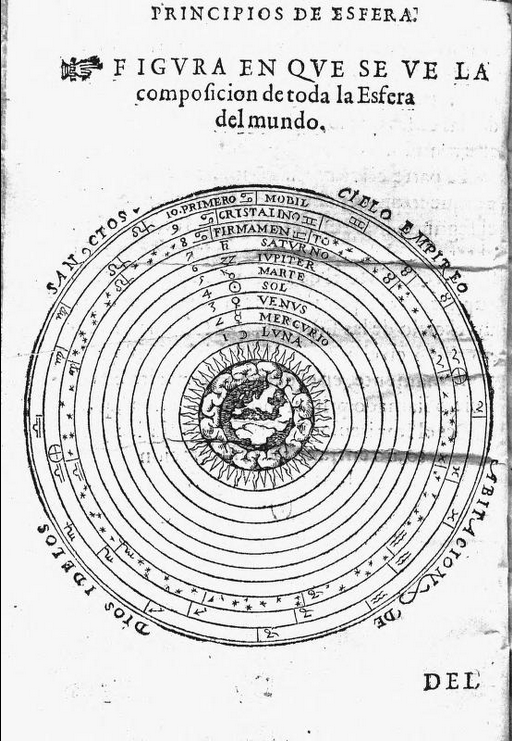 PRINCIPIOS DE ESFERA.
FIGVRA EN QVE SE VE LA
composicion de toda la Esfera
del mundo.
CIELO EMPIREO
ABITACION DE
DIOS I DE LOS
SANCTOS.
10. PRIMERO MOBIL
9 CRISTALINO
8 FIRMAMENTO
7 SATVRNO
6 IVPITER
5 MARTE
4 SOL
3 VENVS
2 MERCVRIO
1 LVNA
DEL